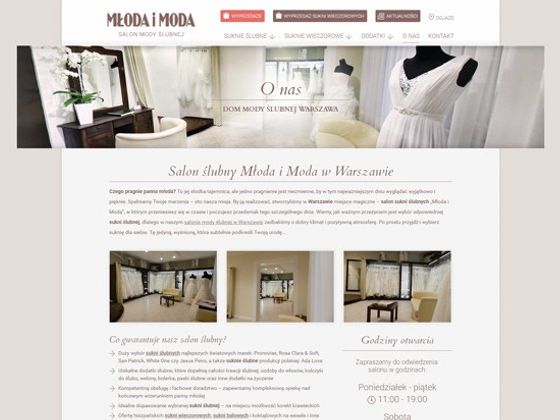 MŁODA i MODA
SALON MODY ŚLUBNEJ
WYPRZEDAŻE
WYPRZEDAŻ SUKNI WIECZOROWYCH
AKTUALNOŚCI
DOJAZD
SUKNIE ŚLUBNE
SUKNIE WIECZOROWE
DODATKI
O NAS
KONTAKT
O nas
DOM MODY ŚLUBNEJ WARSZAWA
Salon ślubny Młoda i Moda w Warszawie
Czego pragnie panna młoda? To jej słodka tajemnica, ale jedno pragnienie jest niezmienne, by w tym najważniejszym dniu wyglądać wyjątkowo i
pięknie. Spełniamy Twoje marzenia – oto nasza misja. By ją realizować, stworzyliśmy w Warszawie miejsce magiczne – salon sukni ślubnych „Młoda i
Moda”, w którym przeniesiesz się w czasie i poczujesz przedsmak tego szczególnego dnia. Wiemy, jak ważnym przeżyciem jest wybór odpowiedniej
sukni ślubnej, dlatego w naszym salonie mody ślubnej w Warszawie zadbaliśmy o dobry klimat i pozytywną atmosferę. Po prostu przyjdź i wybierz
suknię dla siebie. Tę jedyną, wyśnioną, która subtelnie podkreśli Twoją urodę...
Co gwarantuje nasz salon ślubny?
Duży wybór sukni ślubnych najlepszych światowych marek: Pronovias, Rosa Clara & Soft,
San Patrick, White One czy Jesus Peiro, a także suknie ślubne produkcji polskiej: Ada Love
Unikalne dodatki ślubne, które dopełnią całości kreacji ślubnej: ozdoby do włosów, kolczyki
do ślubu, welony, bolerka, paski ślubne oraz inne dodatki na życzenie
Kompetentną obsługę i fachowe doradztwo – zapewniamy kompleksową opiekę nad
końcowym wizerunkiem panny młodej
Idealne dopasowanie wybranej sukni ślubnej – na miejscu możliwość korekt krawieckich
Ofertę hiszpańskich sukni wieczorowych, sukni balowych i koktajlowych na wesele i inne
Godziny otwarcia
Zapraszamy do odwiedzenia
salonu w godzinach:
Poniedziałek - piątek
11:00 - 19:00
Sobota